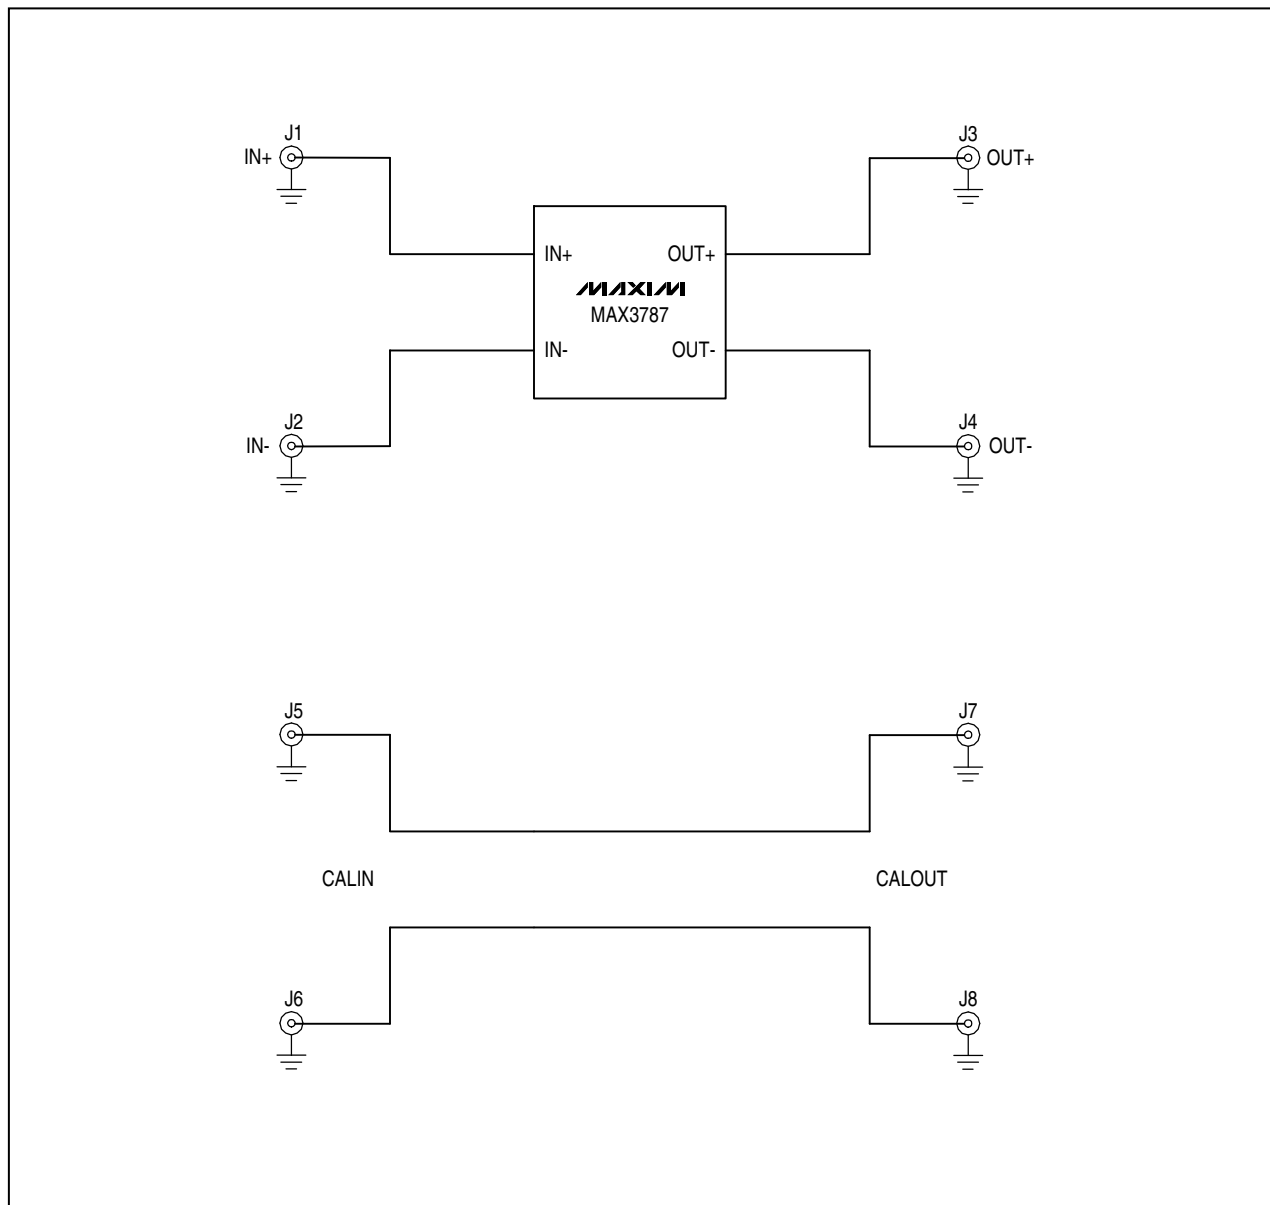 J1
J3
IN+
OUT+
IN+
OUT+
MAXIM
MAX3787
IN-
OUT-
J2
J4
IN-
OUT-
J5
J7
CALIN
CALOUT
J6
J8